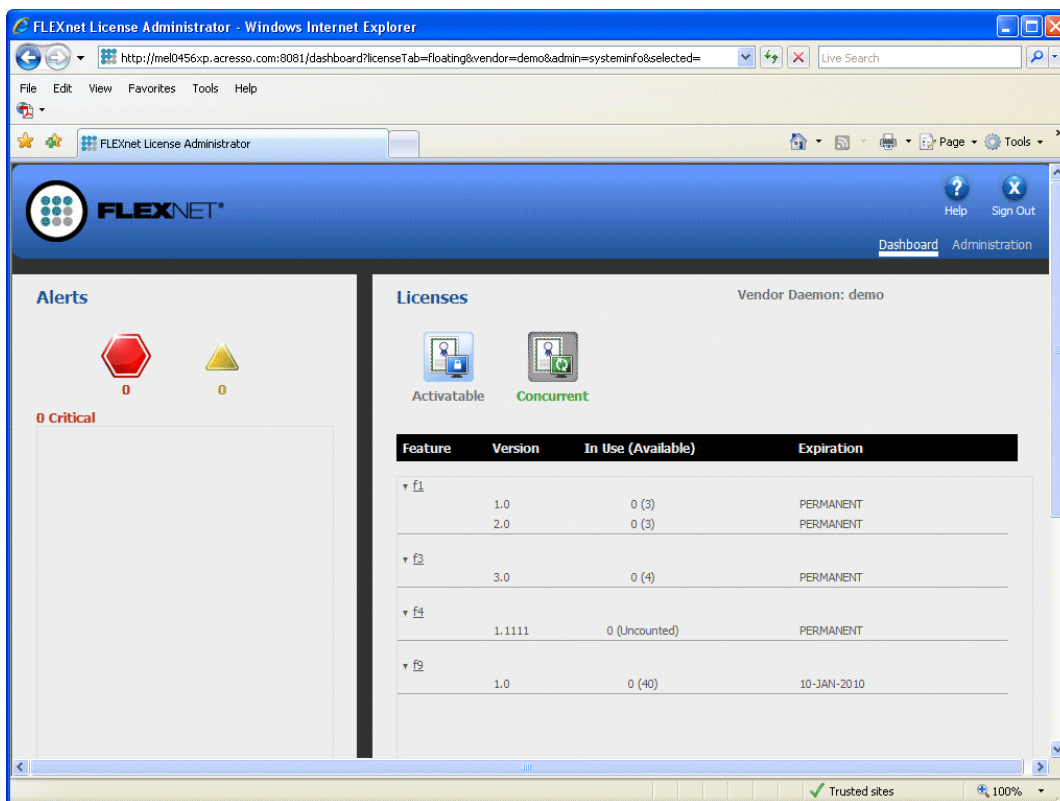 FLEXnet License Administrator - Windows Internet Explorer
http://mel0456xp.acresso.com:8081/dashboard?licenseTab=floating&vendor=demo&admin=systeminfo&selected=
Live Search
File Edit View Favorites Tools Help
FLEXnet License Administrator
Page Tools
FLEXNET®
Help Sign Out
Dashboard Administration
Alerts
0 0
0 Critical
Licenses
Vendor Daemon: demo
Activatable Concurrent
Feature Version In Use (Available) Expiration
f1
1.0 0 (3) PERMANENT
2.0 0 (3) PERMANENT
f3
3.0 0 (4) PERMANENT
f4
1.1111 0 (Uncounted) PERMANENT
f9
1.0 0 (40) 10-JAN-2010
Trusted sites 100%